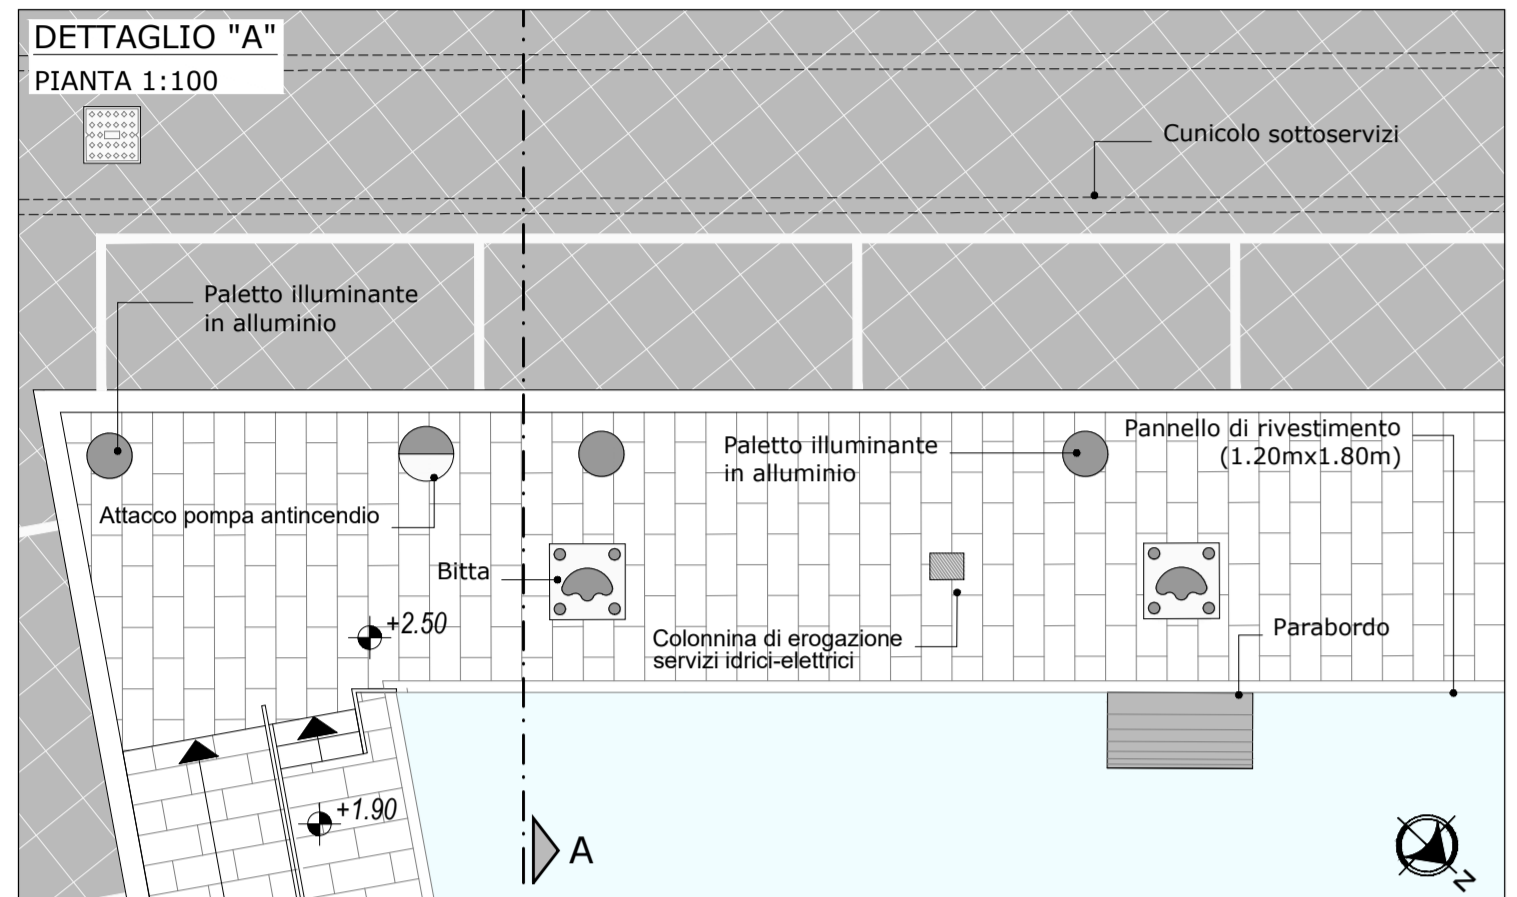 DETTAGLIO "A"
PIANTA 1:100
Cunicolo sottoservizi
Paletto illuminante
in alluminio
Paletto illuminante
in alluminio
Pannello di rivestimento
(1.20mx1.80m)
Attacco pompa antincendio
Bitta
+2.50
Colonnina di erogazione
servizi idrici-elettrici
Parabordo
+1.90
A
N